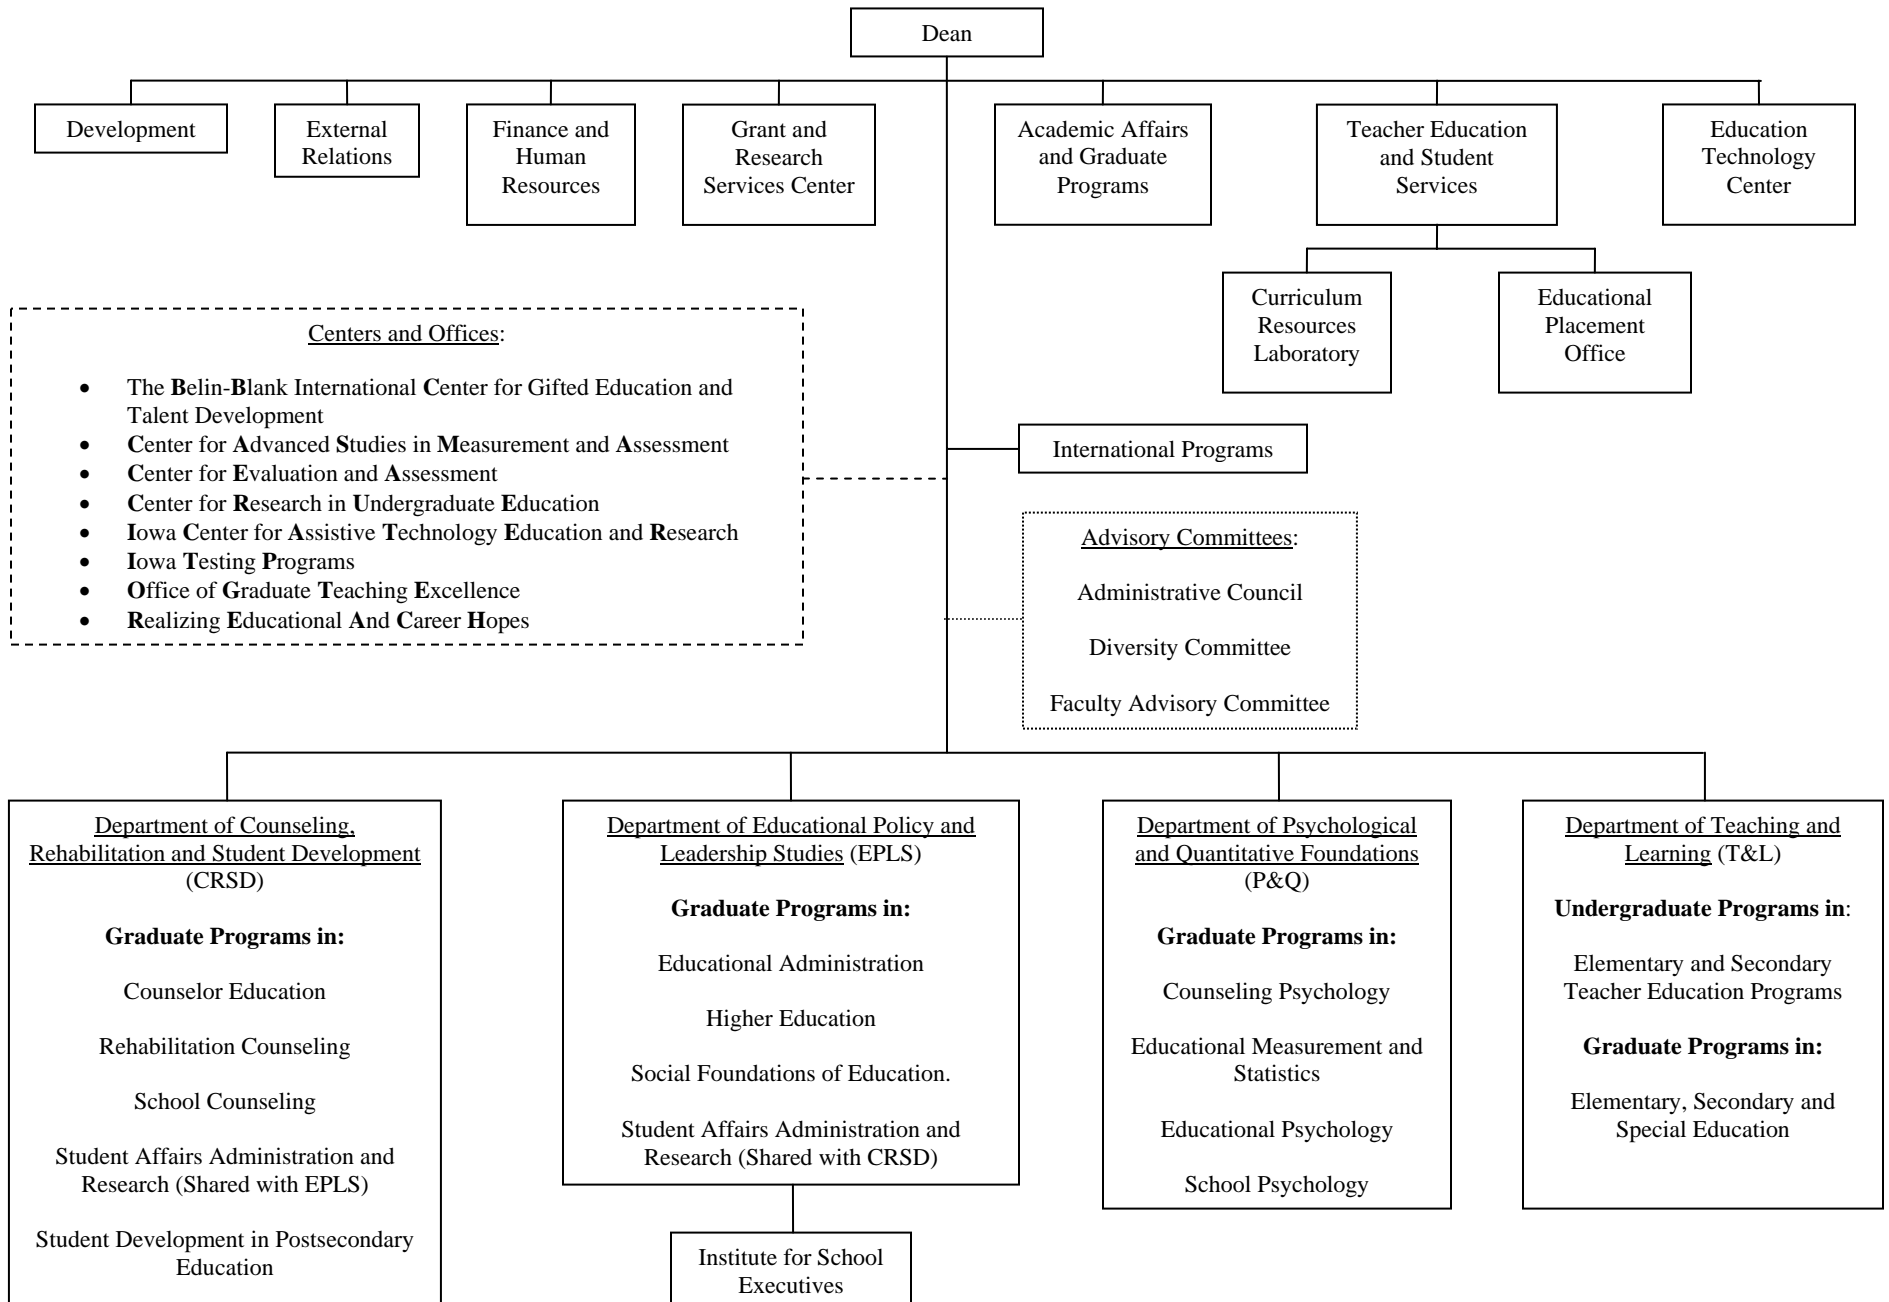 Dean
Development
External
Relations
Finance and
Human
Resources
Grant and
Research
Services Center
Academic Affairs
and Graduate
Programs
Teacher Education
and Student
Services
Education
Technology
Center
Curriculum
Resources
Laboratory
Educational
Placement
Office
Centers and Offices:
• The Belin-Blank International Center for Gifted Education and
Talent Development
• Center for Advanced Studies in Measurement and Assessment
• Center for Evaluation and Assessment
• Center for Research in Undergraduate Education
• Iowa Center for Assistive Technology Education and Research
• Iowa Testing Programs
• Office of Graduate Teaching Excellence
• Realizing Educational And Career Hopes
International Programs
Advisory Committees:
Administrative Council
Diversity Committee
Faculty Advisory Committee
Department of Counseling,
Rehabilitation and Student Development
(CRSD)
Graduate Programs in:
Counselor Education
Rehabilitation Counseling
School Counseling
Student Affairs Administration and
Research (Shared with EPLS)
Student Development in Postsecondary
Education
Department of Educational Policy and
Leadership Studies (EPLS)
Graduate Programs in:
Educational Administration
Higher Education
Social Foundations of Education.
Student Affairs Administration and
Research (Shared with CRSD)
Institute for School
Executives
Department of Psychological
and Quantitative Foundations
(P&Q)
Graduate Programs in:
Counseling Psychology
Educational Measurement and
Statistics
Educational Psychology
School Psychology
Department of Teaching and
Learning (T&L)
Undergraduate Programs in:
Elementary and Secondary
Teacher Education Programs
Graduate Programs in:
Elementary, Secondary and
Special Education